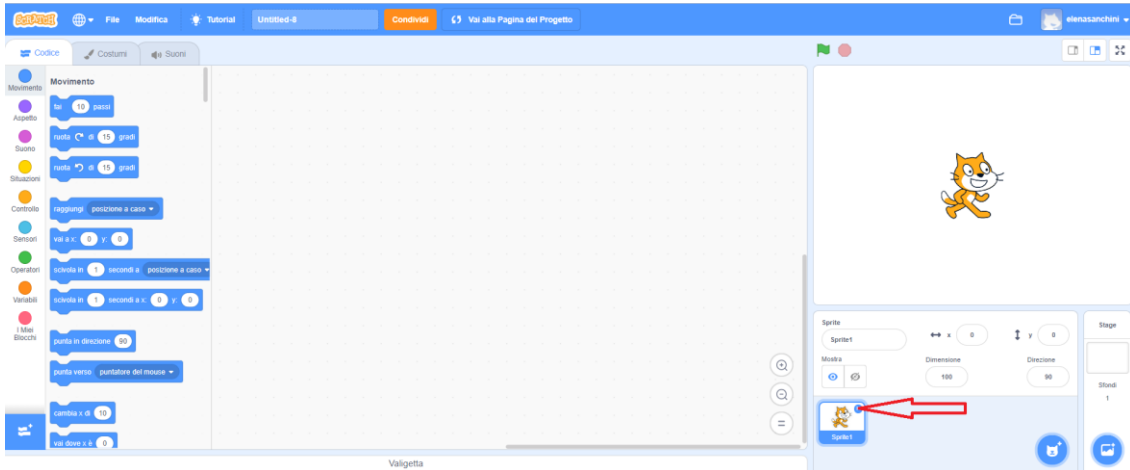 SCRATCH File Modifica Tutorial Untitled-8 Condividi Vai alla Pagina del Progetto elenasanchini
Codice Costumi Suoni
Movimento
Aspetto
Suono
Situazioni
Controllo
Sensori
Operatori
Variabili
I Miei
Blocchi
Movimento
fai 10 passi
ruota di 15 gradi
ruota di 15 gradi
raggiungi posizione a caso
vai a x: 0 y: 0
scivola in 1 secondi a posizione a caso
scivola in 1 secondi a x: 0 y: 0
punta in direzione 90
punta verso puntatore del mouse
cambia x di 10
vai dove x è 0
Valigetta
Sprite
Sprite1 x 0 y 0
Mostra Dimensione Direzione
100 90
Sprite1
Stage
Sfondi
1